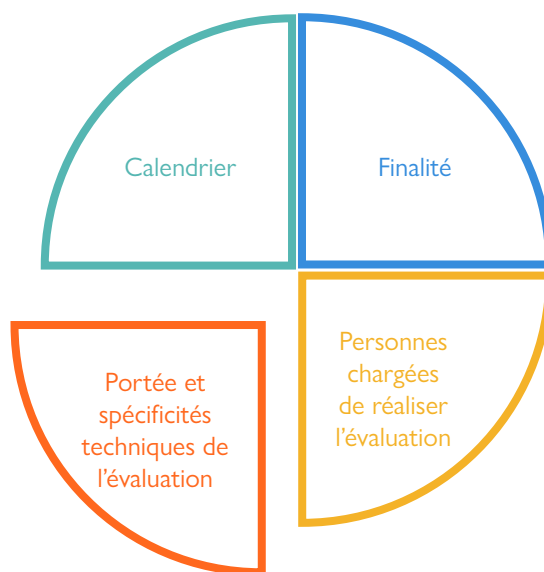 Calendrier
Finalité
Personnes
chargées
de réaliser
l’évaluation
Portée et
spécificités
techniques de
l’évaluation